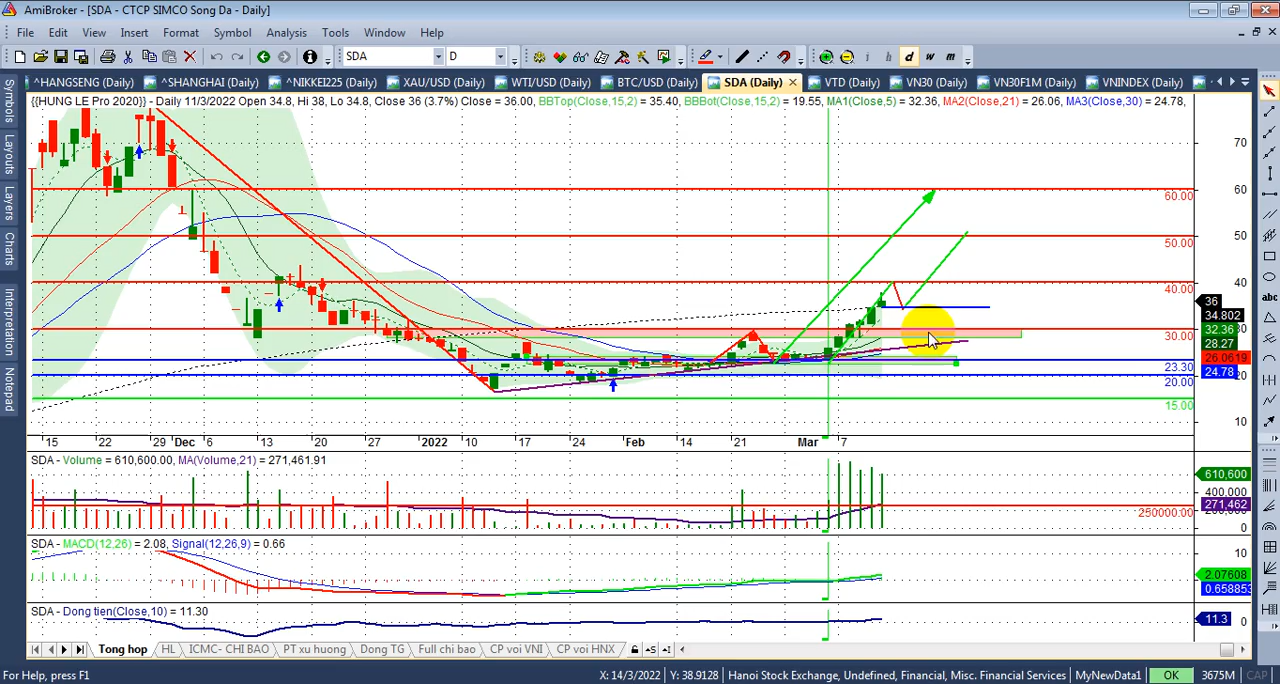 AmiBroker - [SDA - CTCP SIMCO Song Da - Daily]
File Edit View Insert Format Symbol Analysis Tools Window Help
SDA D i h d w m
^HANGSENG (Daily) ^SHANGHAI (Daily) ^NIKKEI225 (Daily) XAU/USD (Daily) WTI/USD (Daily) BTC/USD (Daily) SDA (Daily) VTD (Daily) VN30 (Daily) VN30F1M (Daily) VNINDEX (Daily)
{{HUNG LE Pro 2020}} - Daily 11/3/2022 Open 34.8, Hi 38, Lo 34.8, Close 36 (3.7%) Close = 36.00, BBTop(Close,15,2) = 35.40, BBBot(Close,15,2) = 19.55, MA1(Close,5) = 32.36, MA2(Close,21) = 26.06, MA3(Close,30) = 24.78,
Symbols
Layouts
Layers
Charts
Interpretation
Notepad
abc
70
60
60.00
50
50.00
40
40.00
36
34.802
32.36
30.00
28.27
26.0619
23.30
24.78
20.00
15.00
10
15 22 29 Dec 6 13 20 27 2022 10 17 24 Feb 14 21 Mar 7
SDA - Volume = 610,600.00, MA(Volume,21) = 271,461.91
610,600
400,000
271,462
250000.00
0
SDA - MACD(12,26) = 2.08, Signal(12,26,9) = 0.66
10
2.07608
0.658853
SDA - Dong tien(Close,10) = 11.30
11.3 0
Tong hop HL ICMC- CHI BAO PT xu huong Dong TG Full chi bao CP voi VNI CP voi HNX
For Help, press F1 X: 14/3/2022 Y: 38.9128 Hanoi Stock Exchange, Undefined, Financial, Misc. Financial Services MyNewData1 OK 3675M CAP